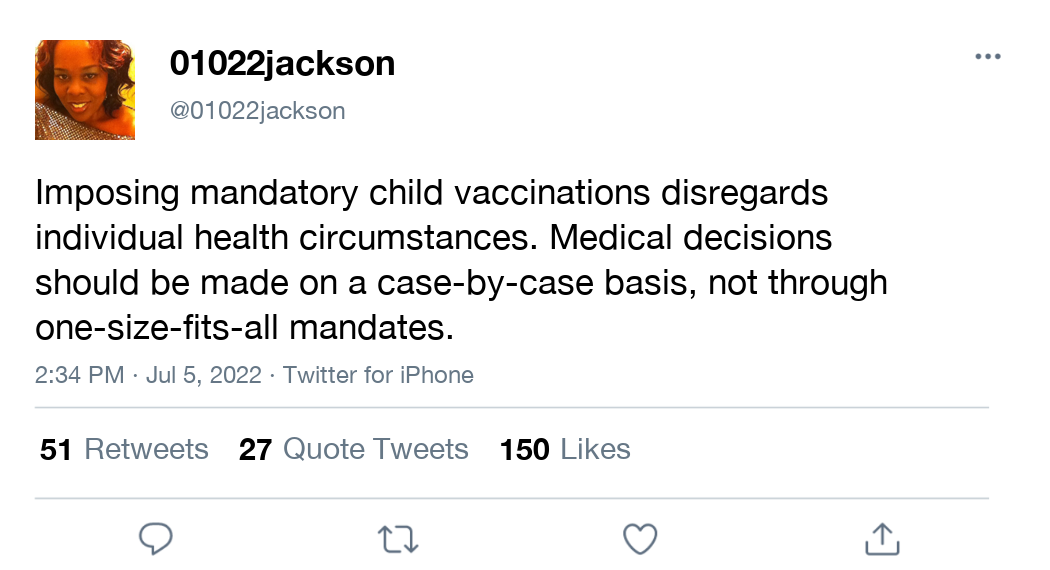 01022jackson
@01022jackson
Imposing mandatory child vaccinations disregards
individual health circumstances. Medical decisions
should be made on a case-by-case basis, not through
one-size-fits-all mandates.
2:34 PM · Jul 5, 2022 · Twitter for iPhone
51 Retweets 27 Quote Tweets 150 Likes